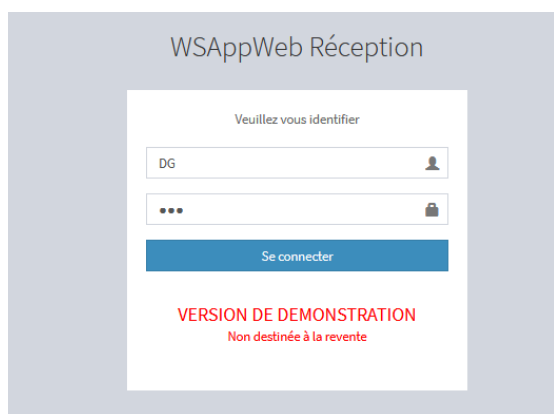 WSAppWeb Réception
Veuillez vous identifier
DG
•••
Se connecter
VERSION DE DEMONSTRATION
Non destinée à la revente